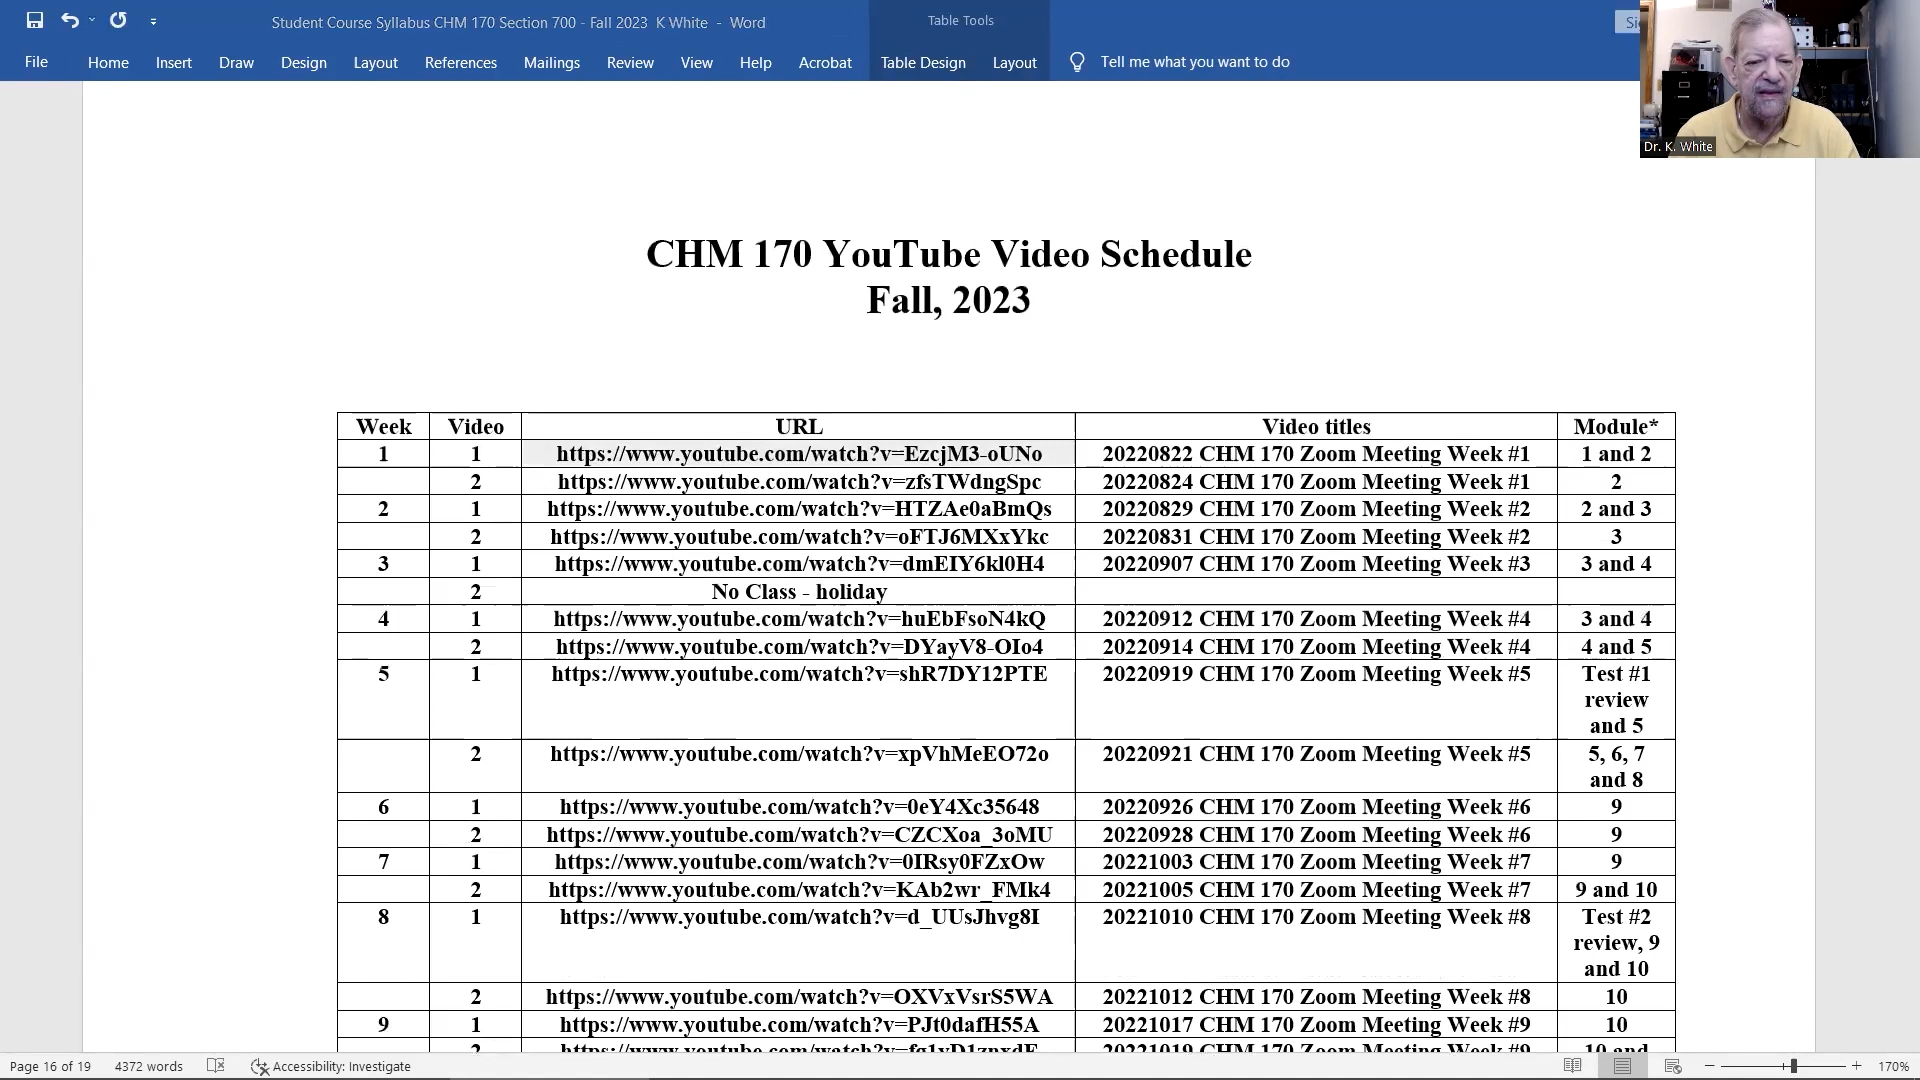 Student Course Syllabus CHM 170 Section 700 - Fall 2023 K White - Word
Table Tools
File Home Insert Draw Design Layout References Mailings Review View Help Acrobat Table Design Layout Tell me what you want to do
Dr. K. White
CHM 170 YouTube Video Schedule
Fall, 2023
Week Video URL Video titles Module*
1 1 https://www.youtube.com/watch?v=EzcjM3-oUNo 20220822 CHM 170 Zoom Meeting Week #1 1 and 2
2 https://www.youtube.com/watch?v=zfsTWdngSpc 20220824 CHM 170 Zoom Meeting Week #1 2
2 1 https://www.youtube.com/watch?v=HTZAe0aBmQs 20220829 CHM 170 Zoom Meeting Week #2 2 and 3
2 https://www.youtube.com/watch?v=oFTJ6MXxYkc 20220831 CHM 170 Zoom Meeting Week #2 3
3 1 https://www.youtube.com/watch?v=dmEIY6kl0H4 20220907 CHM 170 Zoom Meeting Week #3 3 and 4
2 No Class - holiday
4 1 https://www.youtube.com/watch?v=huEbFsoN4kQ 20220912 CHM 170 Zoom Meeting Week #4 3 and 4
2 https://www.youtube.com/watch?v=DYayV8-OIo4 20220914 CHM 170 Zoom Meeting Week #4 4 and 5
5 1 https://www.youtube.com/watch?v=shR7DY12PTE 20220919 CHM 170 Zoom Meeting Week #5 Test #1
review
and 5
2 https://www.youtube.com/watch?v=xpVhMeEO72o 20220921 CHM 170 Zoom Meeting Week #5 5, 6, 7
and 8
6 1 https://www.youtube.com/watch?v=0eY4Xc35648 20220926 CHM 170 Zoom Meeting Week #6 9
2 https://www.youtube.com/watch?v=CZCXoa_3oMU 20220928 CHM 170 Zoom Meeting Week #6 9
7 1 https://www.youtube.com/watch?v=0IRsy0FZxOw 20221003 CHM 170 Zoom Meeting Week #7 9
2 https://www.youtube.com/watch?v=KAb2wr_FMk4 20221005 CHM 170 Zoom Meeting Week #7 9 and 10
8 1 https://www.youtube.com/watch?v=d_UUsJhvg8I 20221010 CHM 170 Zoom Meeting Week #8 Test #2
review, 9
and 10
2 https://www.youtube.com/watch?v=OXVxVsrS5WA 20221012 CHM 170 Zoom Meeting Week #8 10
9 1 https://www.youtube.com/watch?v=PJt0dafH55A 20221017 CHM 170 Zoom Meeting Week #9 10
2 20221019 CHM 170 Zoom Meeting Week #9 10 and
Page 16 of 19 4372 words Accessibility: Investigate 170%